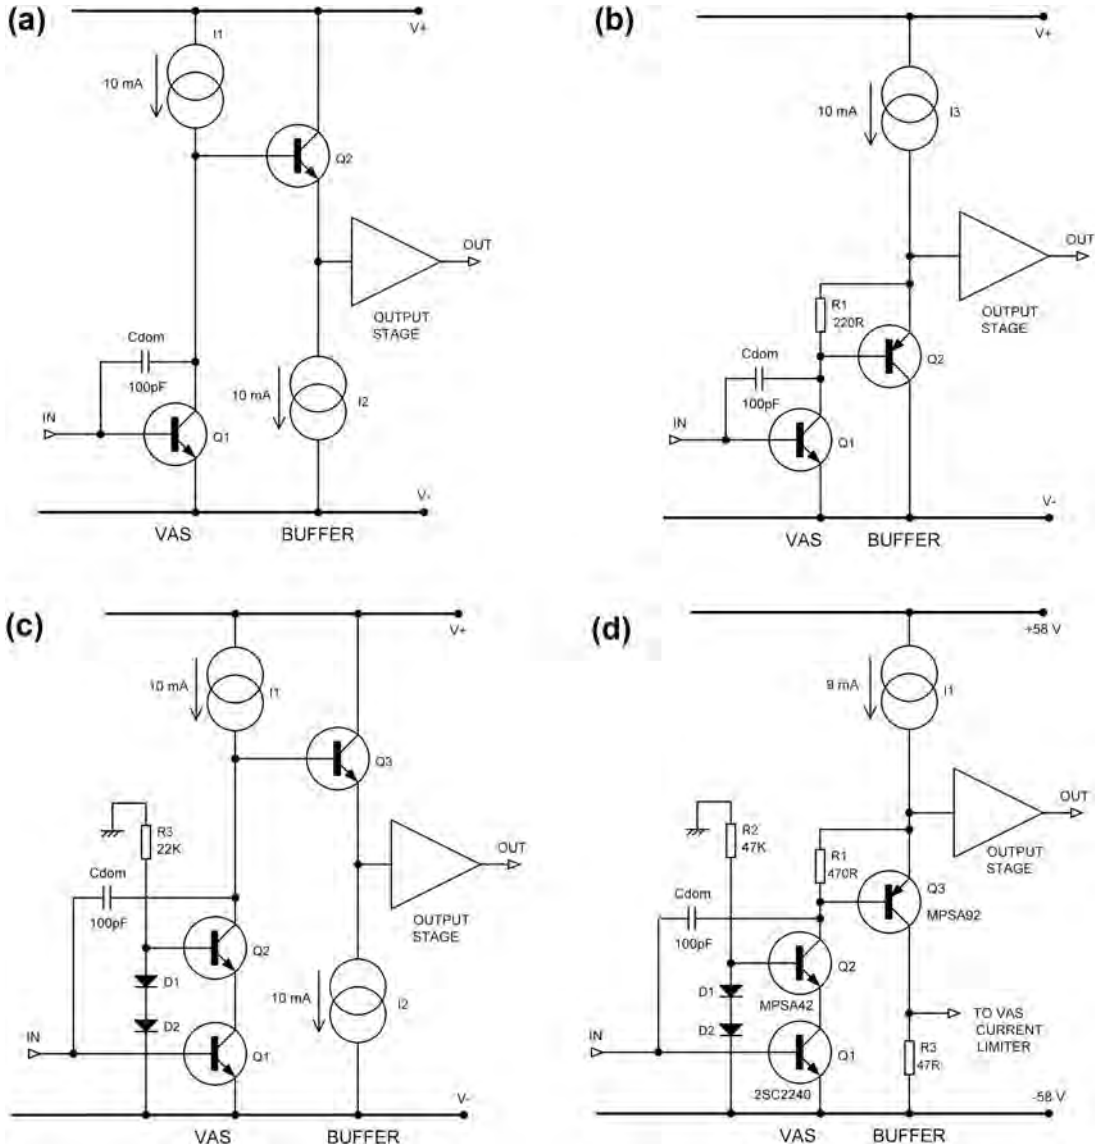 (a)
I1
V+
10 mA
Q2
OUT
OUTPUT
STAGE
Cdom
100pF
10 mA
I2
IN
Q1
V-
VAS
BUFFER
(b)
V+
10 mA
I3
OUT
R1
220R
OUTPUT
STAGE
Cdom
100pF
Q2
IN
Q1
V-
VAS
BUFFER
(c)
V+
10 mA
I1
Q3
R3
22K
OUT
Cdom
100pF
OUTPUT
STAGE
Q2
D1
10 mA
I2
D2
IN
Q1
V-
VAS
BUFFER
(d)
+58 V
9 mA
I1
OUT
R2
47K
R1
470R
OUTPUT
STAGE
Cdom
100pF
Q3
MPSA92
Q2
D1
MPSA42
D2
TO VAS
CURRENT
LIMITER
IN
Q1
R3
47R
2SC2240
-58 V
VAS
BUFFER